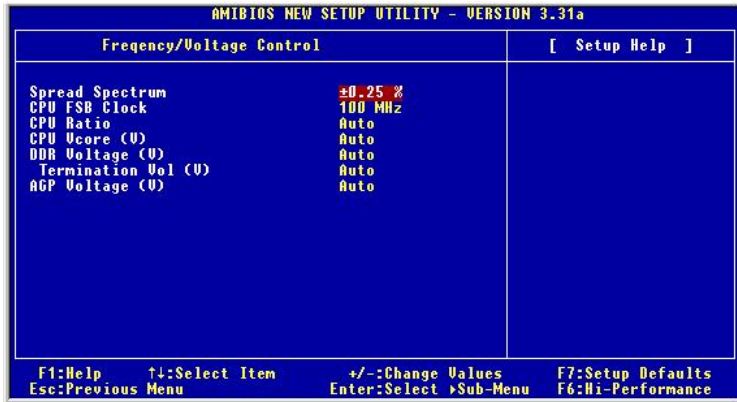 AMIBIOS NEW SETUP UTILITY - VERSION 3.31a
Freqency/Voltage Control
[ Setup Help ]
Spread Spectrum ±0.25 %
CPU FSB Clock 100 MHz
CPU Ratio Auto
CPU Vcore (V) Auto
DDR Voltage (V) Auto
Termination Vol (V) Auto
AGP Voltage (V) Auto
F1:Help ↑↓:Select Item +/-:Change Values F7:Setup Defaults
Esc:Previous Menu Enter:Select ▸Sub-Menu F6:Hi-Performance